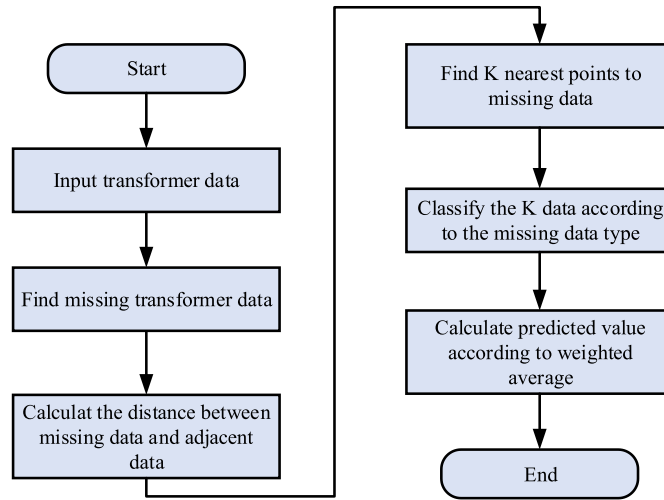 Start
Input transformer data
Find missing transformer data
Calculat the distance between
missing data and adjacent
data
Find K nearest points to
missing data
Classify the K data according
to the missing data type
Calculate predicted value
according to weighted
average
End